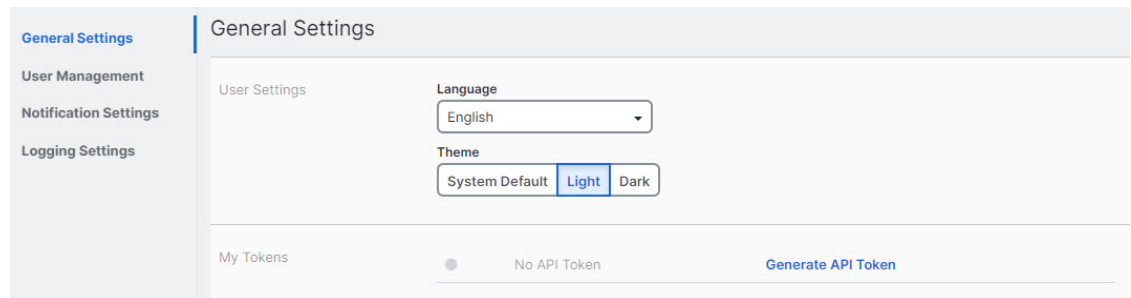 General Settings
User Management
Notification Settings
Logging Settings
General Settings
User Settings
Language
English
Theme
System Default Light Dark
My Tokens
No API Token Generate API Token